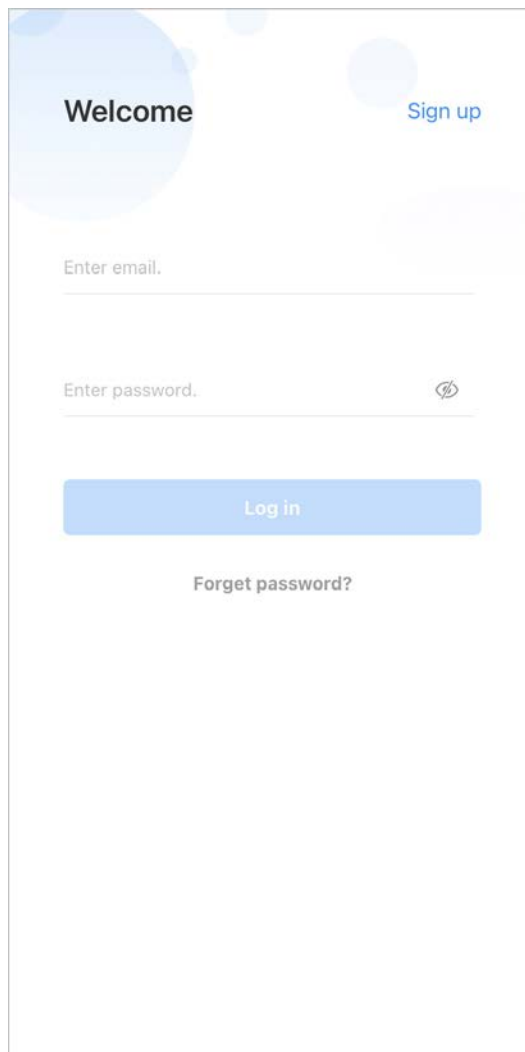 Welcome
Sign up
Enter email.
Enter password.
Log in
Forget password?